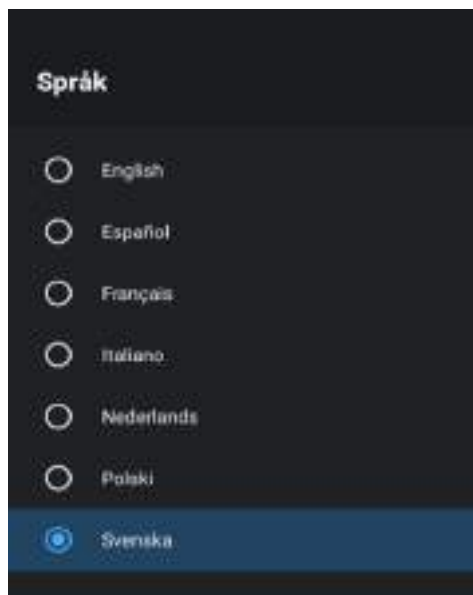 Språk
English
Español
Français
Italiano
Nederlands
Polski
Svenska